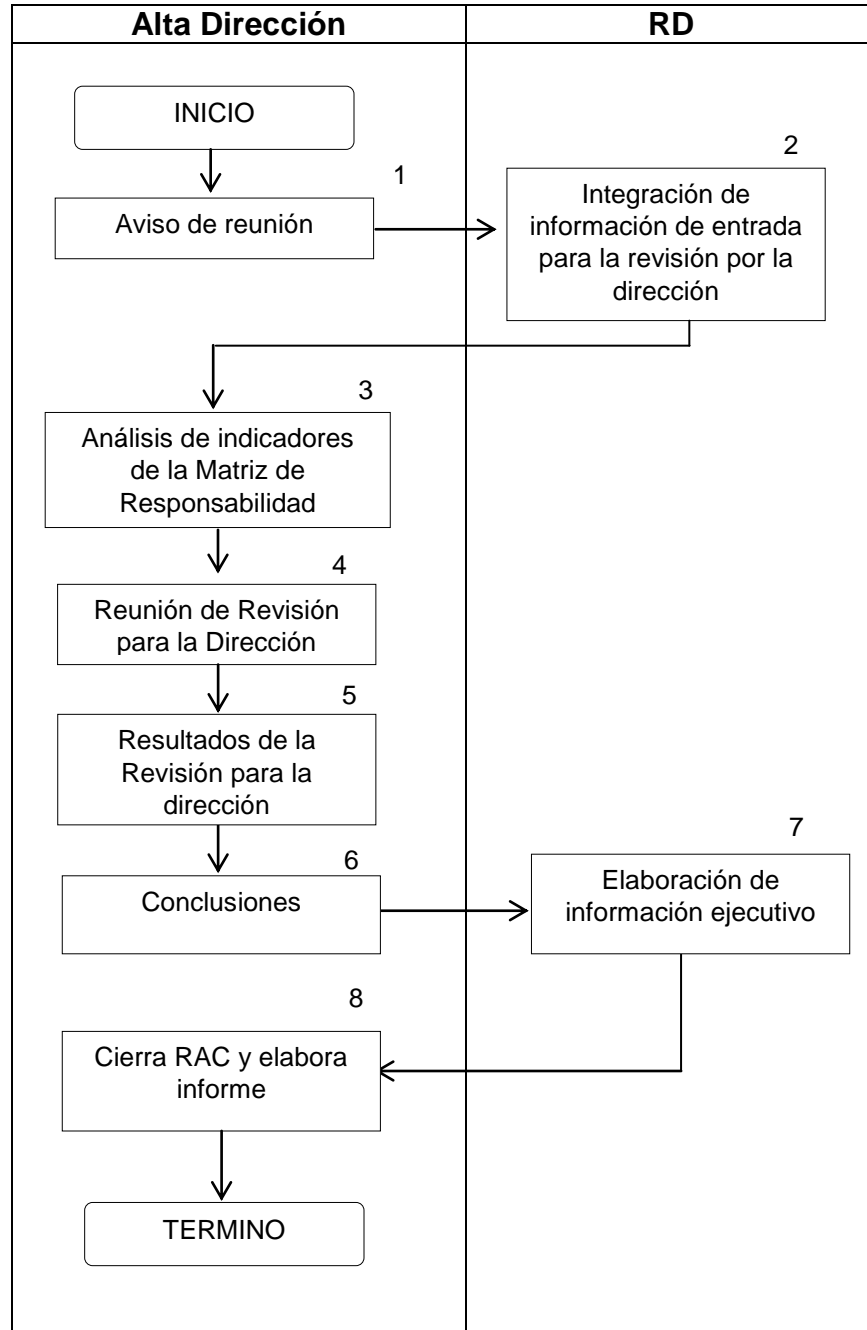 Alta Dirección
RD
INICIO
1
Aviso de reunión
2
Integración de
información de entrada
para la revisión por la
dirección
3
Análisis de indicadores
de la Matriz de
Responsabilidad
4
Reunión de Revisión
para la Dirección
5
Resultados de la
Revisión para la
dirección
6
Conclusiones
7
Elaboración de
información ejecutivo
8
Cierra RAC y elabora
informe
TERMINO